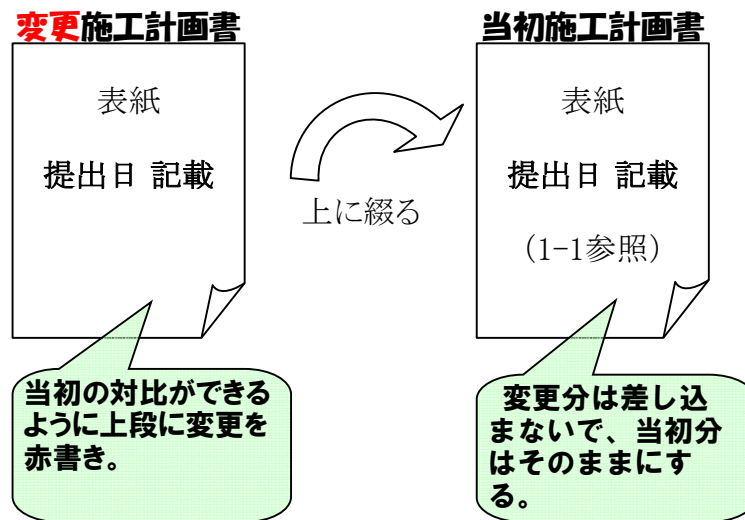 変更施工計画書
表紙
提出日 記載
上に綴る
当初施工計画書
表紙
提出日 記載
（1-1参照）
当初の対比ができる
ように上段に変更を
赤書き。
変更分は差し込
まないで、当初分
はそのままにす
る。